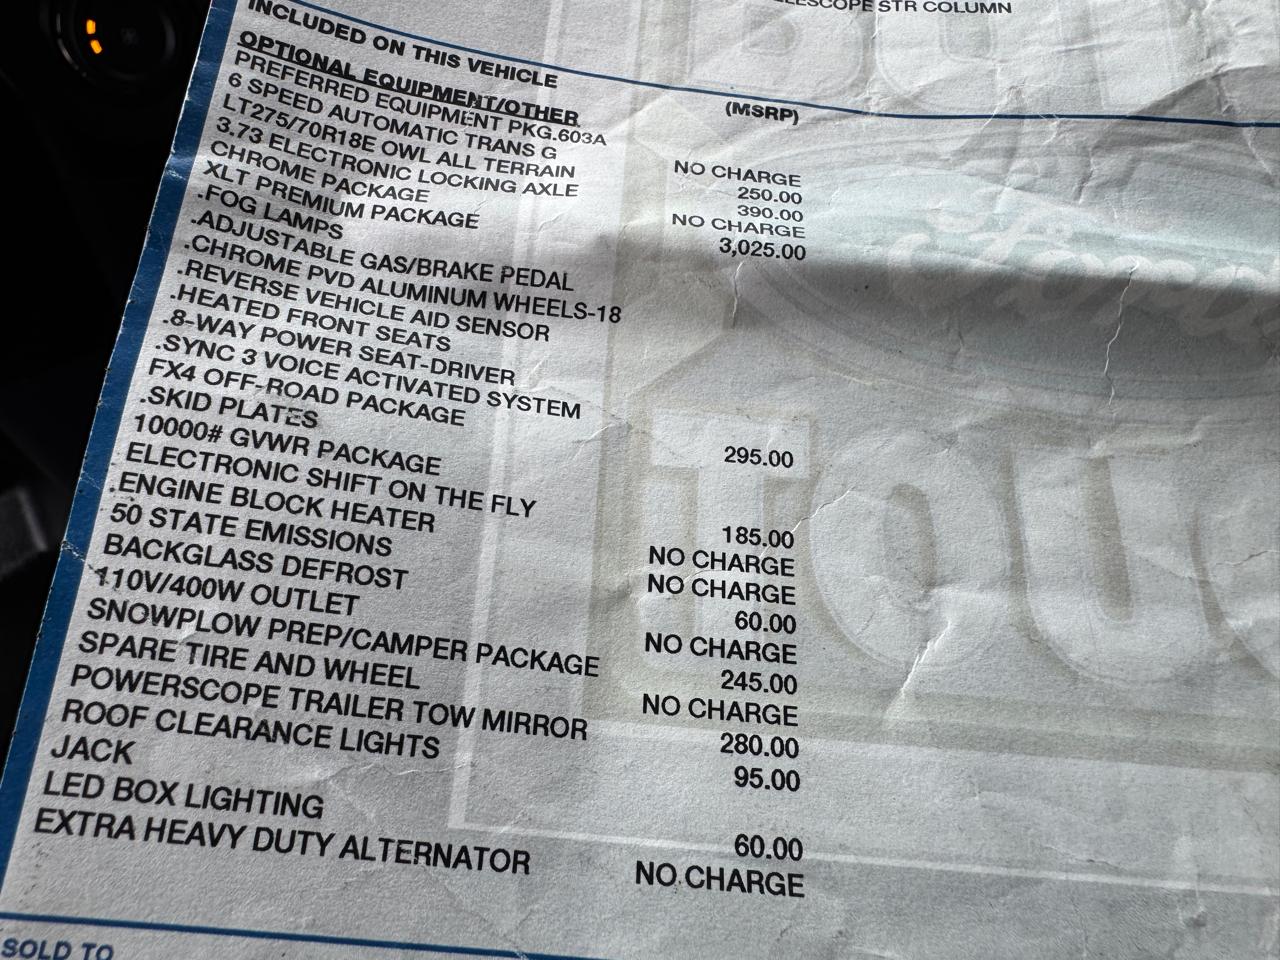 LESCOPE STR COLUMN
INCLUDED ON THIS VEHICLE
(MSRP)
OPTIONAL EQUIPMENT/OTHER
PREFERRED EQUIPMENT PKG.603A
6 SPEED AUTOMATIC TRANS G NO CHARGE
LT275/70R18E OWL ALL TERRAIN 250.00
3.73 ELECTRONIC LOCKING AXLE 390.00
CHROME PACKAGE NO CHARGE
XLT PREMIUM PACKAGE 3,025.00
.FOG LAMPS
.ADJUSTABLE GAS/BRAKE PEDAL
.CHROME PVD ALUMINUM WHEELS-18
.REVERSE VEHICLE AID SENSOR
.HEATED FRONT SEATS
.8-WAY POWER SEAT-DRIVER
.SYNC 3 VOICE ACTIVATED SYSTEM
FX4 OFF-ROAD PACKAGE 295.00
.SKID PLATES
10000# GVWR PACKAGE
ELECTRONIC SHIFT ON THE FLY 185.00
.ENGINE BLOCK HEATER NO CHARGE
50 STATE EMISSIONS NO CHARGE
BACKGLASS DEFROST 60.00
110V/400W OUTLET NO CHARGE
SNOWPLOW PREP/CAMPER PACKAGE 245.00
SPARE TIRE AND WHEEL NO CHARGE
POWERSCOPE TRAILER TOW MIRROR 280.00
ROOF CLEARANCE LIGHTS 95.00
JACK
LED BOX LIGHTING 60.00
EXTRA HEAVY DUTY ALTERNATOR NO CHARGE
SOLD TO